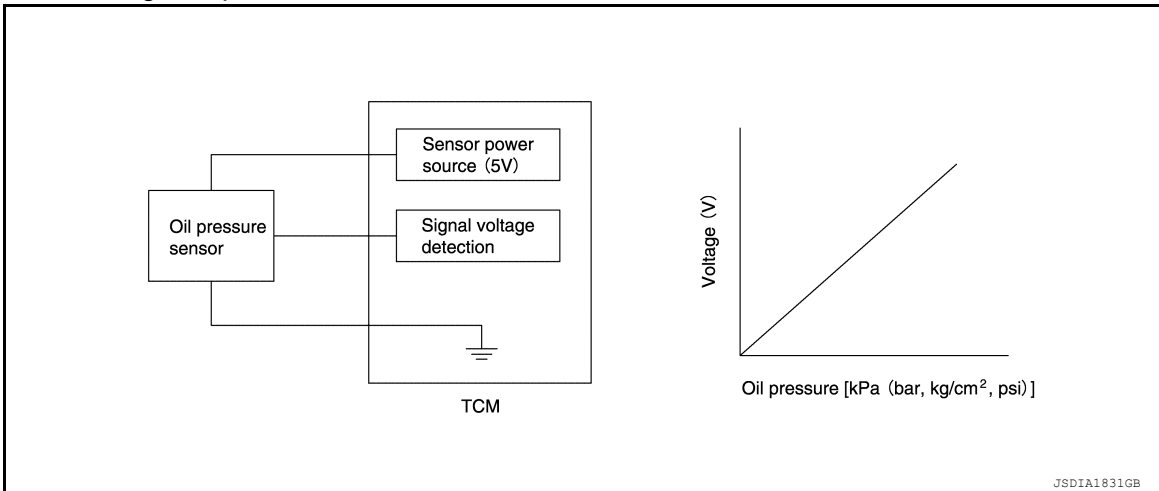 Sensor power
source (5V)
Oil pressure
sensor
Signal voltage
detection
TCM
Voltage (V)
Oil pressure [kPa (bar, kg/cm², psi)]
JSDIA1831GB